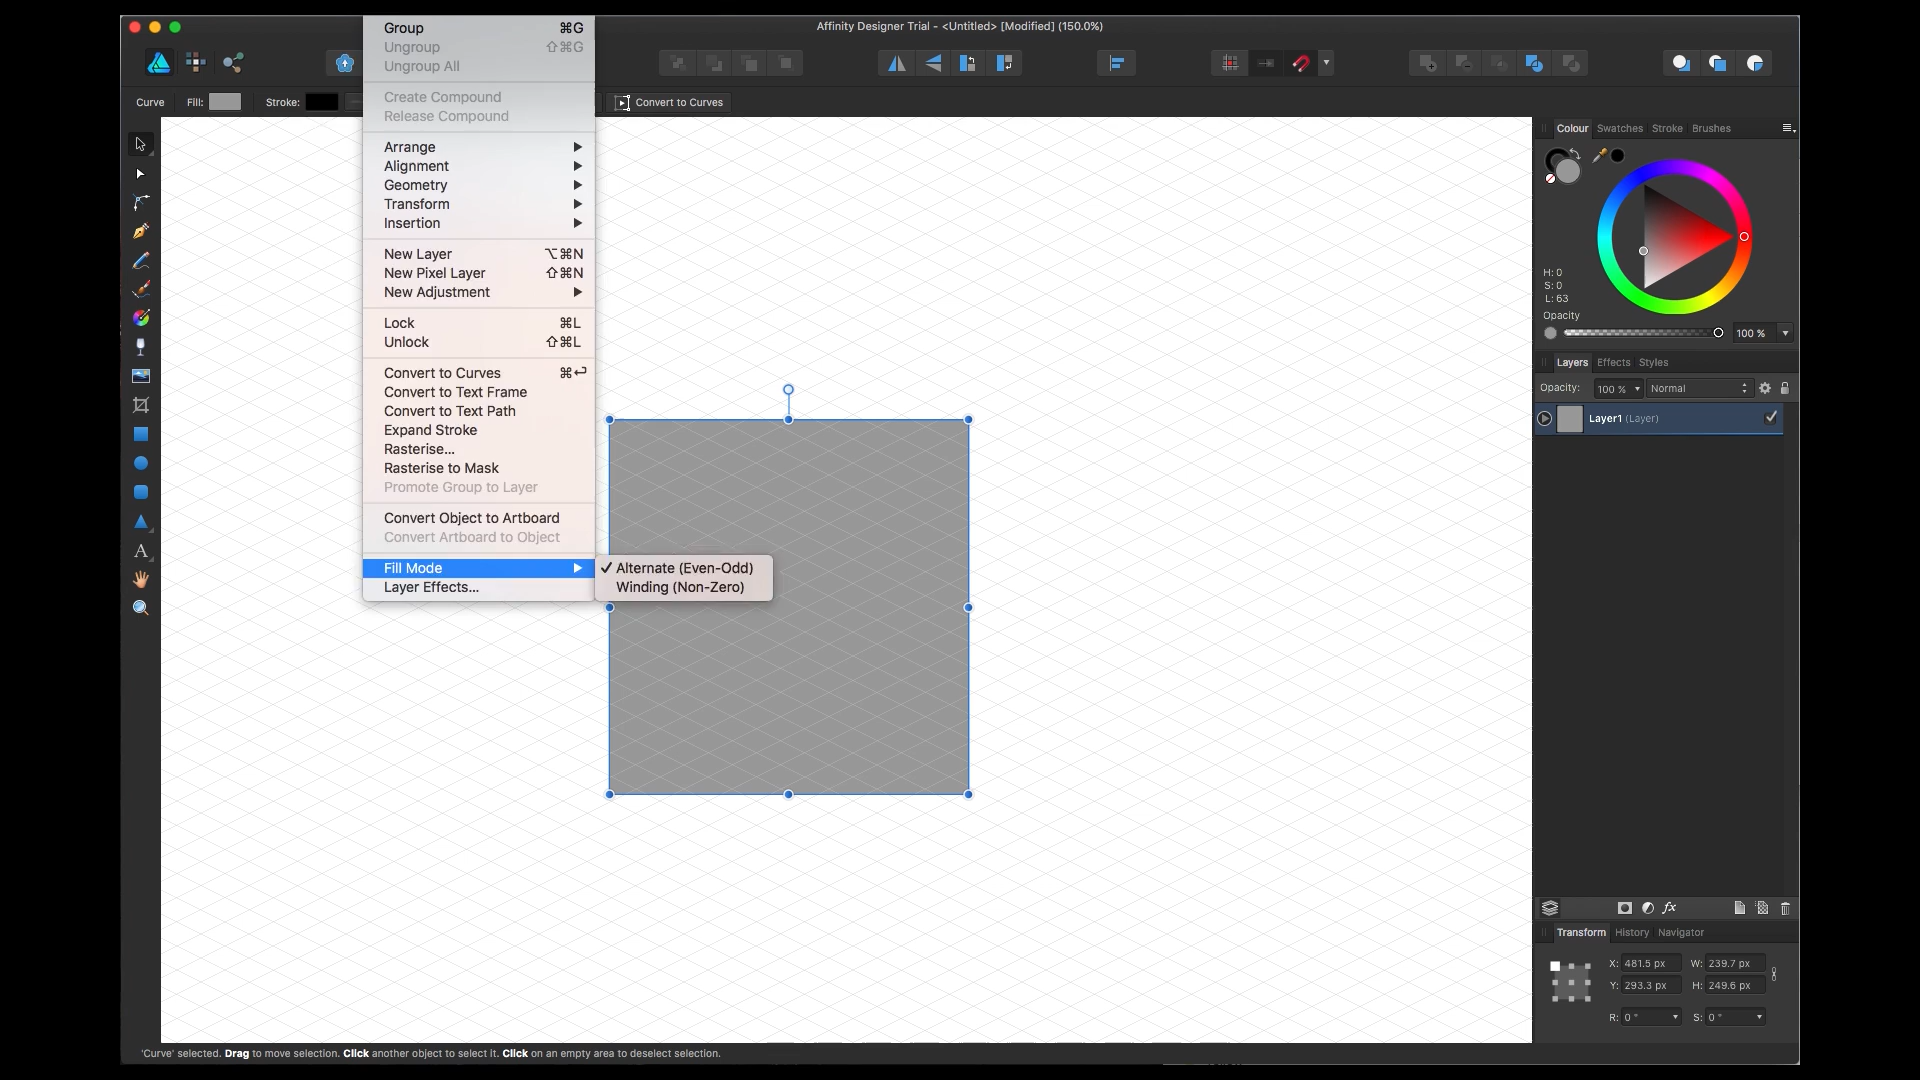 Affinity Designer Trial - <Untitled> [Modified] (150.0%)
Curve Fill: Stroke: Convert to Curves
Group ⌘G
Ungroup ⇧⌘G
Ungroup All
Create Compound
Release Compound
Arrange
Alignment
Geometry
Transform
Insertion
New Layer ⌥⌘N
New Pixel Layer ⇧⌘N
New Adjustment
Lock ⌘L
Unlock ⇧⌘L
Convert to Curves ⌘↩
Convert to Text Frame
Convert to Text Path
Expand Stroke
Rasterise...
Rasterise to Mask
Promote Group to Layer
Convert Object to Artboard
Convert Artboard to Object
Fill Mode
Layer Effects...
✓ Alternate (Even-Odd)
Winding (Non-Zero)
Colour Swatches Stroke Brushes
H: 0
S: 0
L: 63
Opacity
100 %
Layers Effects Styles
Opacity: 100 % Normal
Layer1 (Layer)
fx
Transform History Navigator
X: 481.5 px W: 239.7 px
Y: 293.3 px H: 249.6 px
R: 0 ° S: 0 °
A
'Curve' selected. Drag to move selection. Click another object to select it. Click on an empty area to deselect selection.